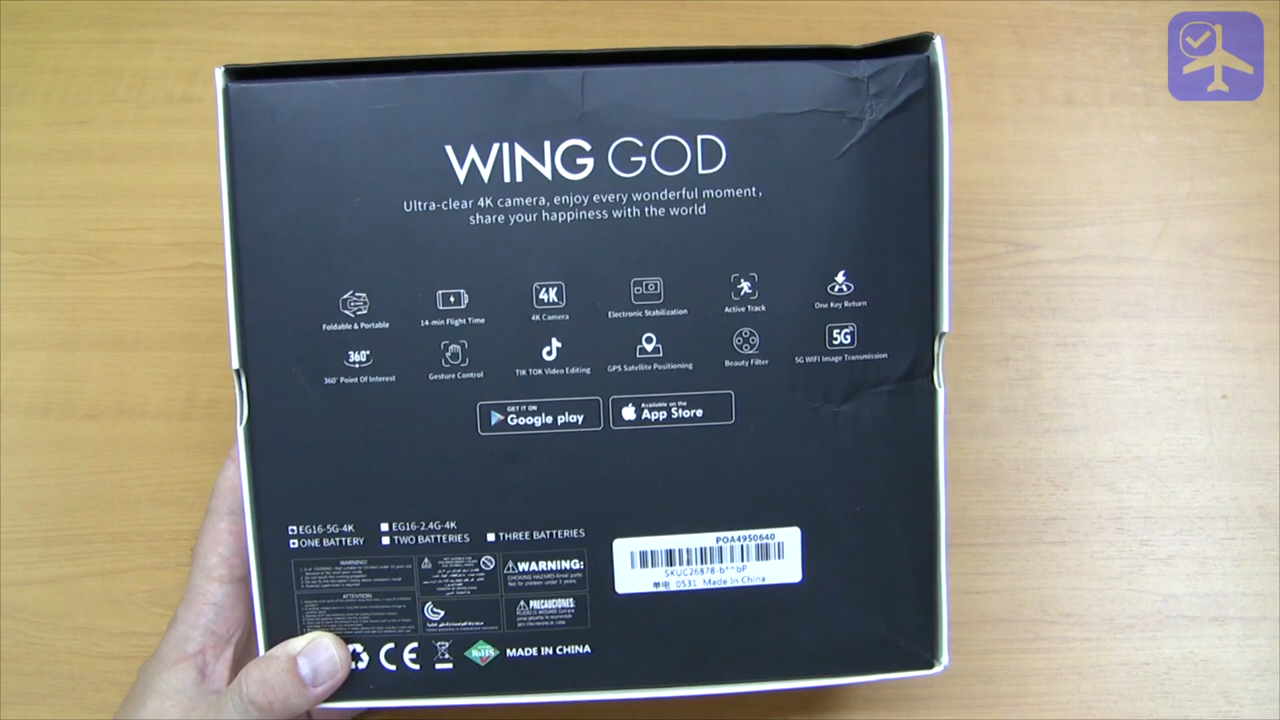 WING GOD
Ultra-clear 4K camera, enjoy every wonderful moment,
share your happiness with the world
Foldable & Portable
14-min Flight Time
4K
4K Camera
Electronic Stabilization
Active Track
One Key Return
360°
360° Point Of Interest
Gesture Control
TIK TOK Video Editing
GPS Satellite Positioning
Beauty Filter
5G
5G WIFI Image Transmission
GET IT ON
Google play
Available on the
App Store
EG16-5G-4K EG16-2.4G-4K
ONE BATTERY TWO BATTERIES THREE BATTERIES
WARNING!
ATTENTION
WARNING:
CHOKING HAZARD-Small parts
Not for children under 3 years.
PRECAUCIONES:
POA4950640
SKUC26878-b*^bP
单电 0531 Made In China
CE
RoHS
MADE IN CHINA